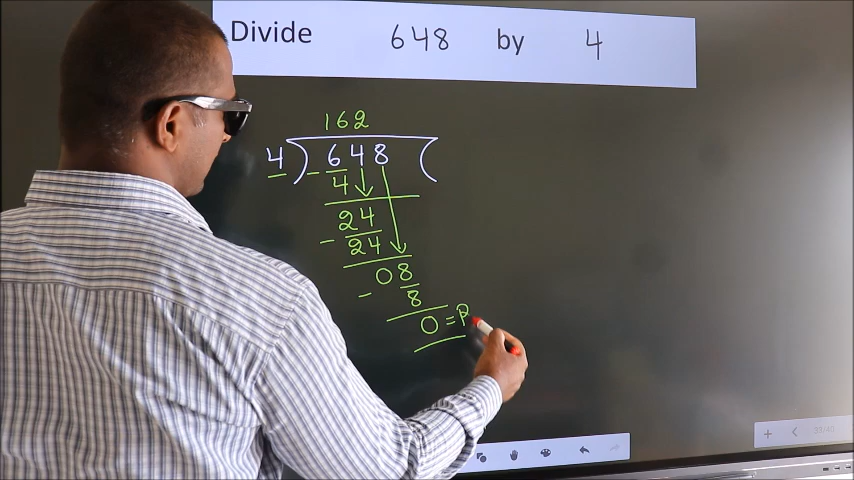 Divide 648 by 4
162
4 ) 648 (
- 4
24
- 24
08
- 8
0 = R